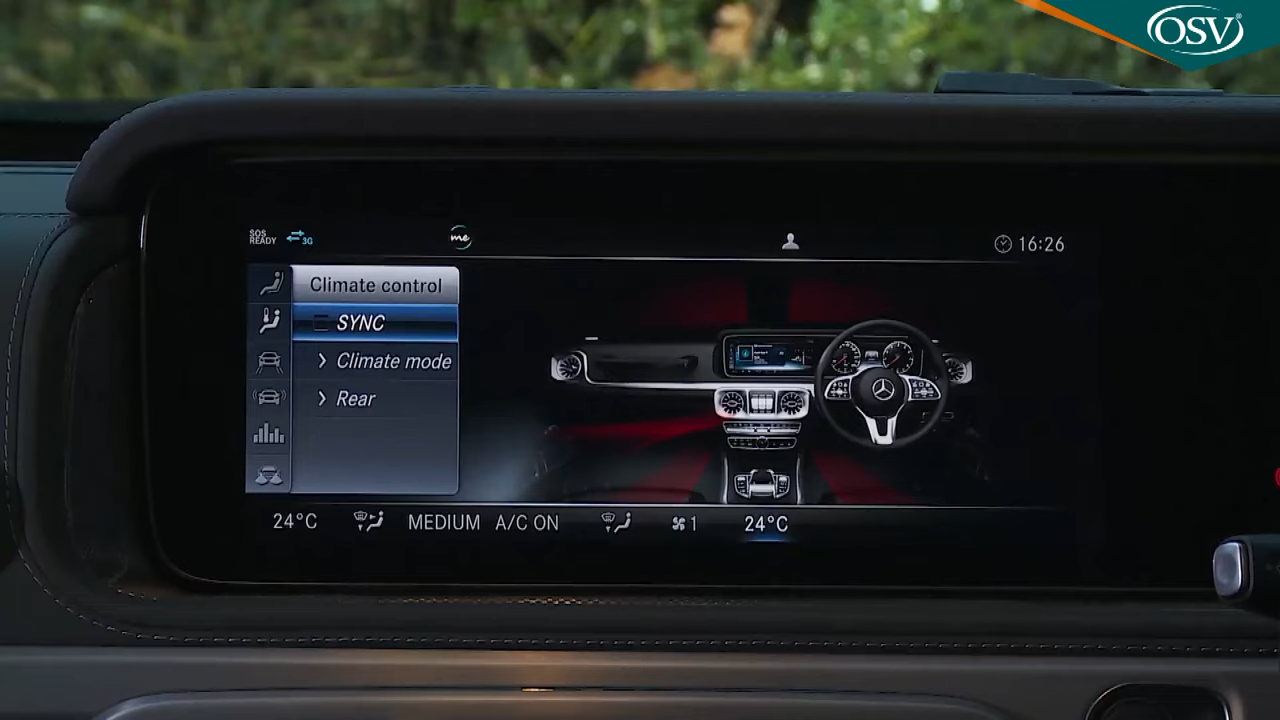 OSV
SOS READY
3G
me
16:26
Climate control
SYNC
Climate mode
Rear
24°C
MEDIUM
A/C ON
1
24°C